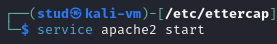 ┌──(stud㉿kali-vm)-[/etc/ettercap]
└─$ service apache2 start